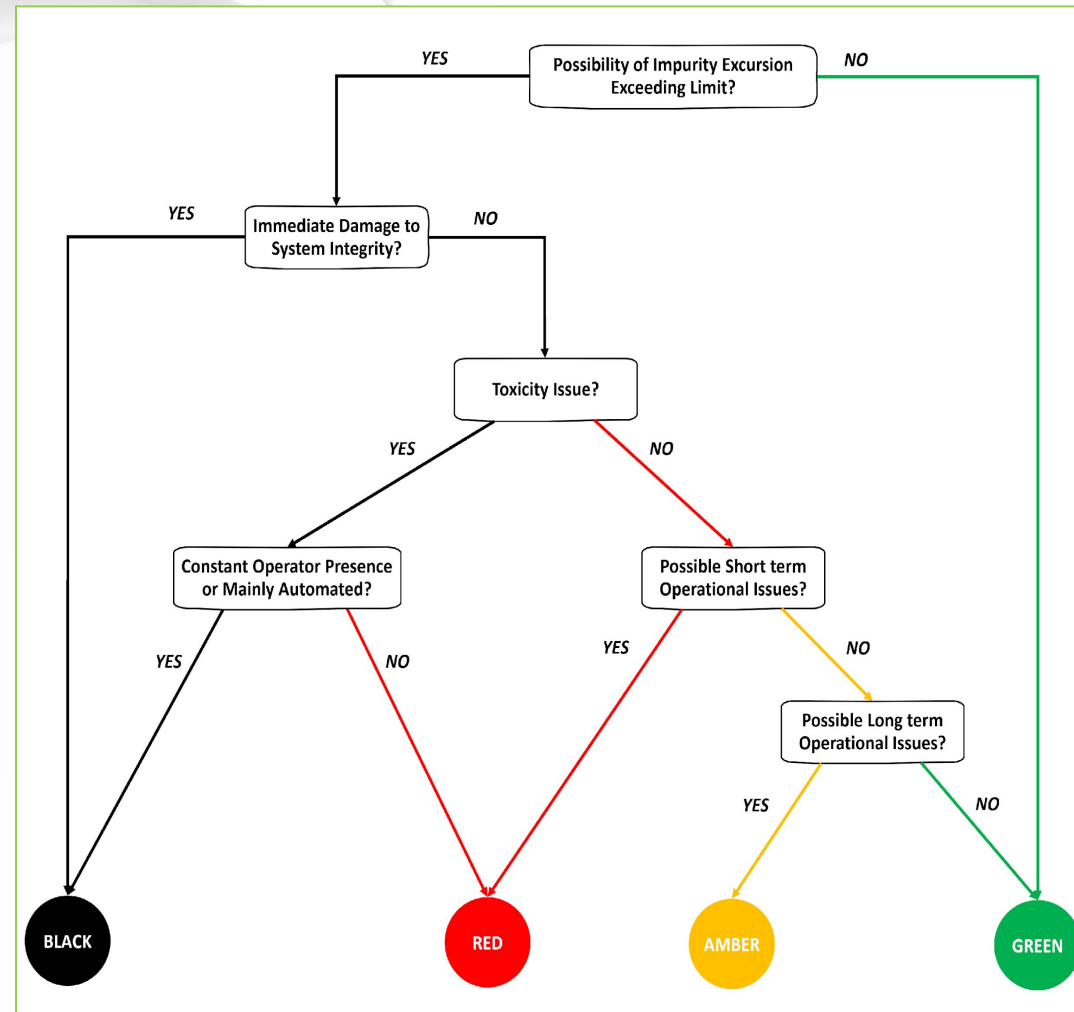 YES
Possibility of Impurity Excursion
Exceeding Limit?
NO
YES
Immediate Damage to
System Integrity?
NO
Toxicity Issue?
YES
NO
Constant Operator Presence
or Mainly Automated?
Possible Short term
Operational Issues?
YES
NO
YES
NO
Possible Long term
Operational Issues?
YES
NO
BLACK
RED
AMBER
GREEN